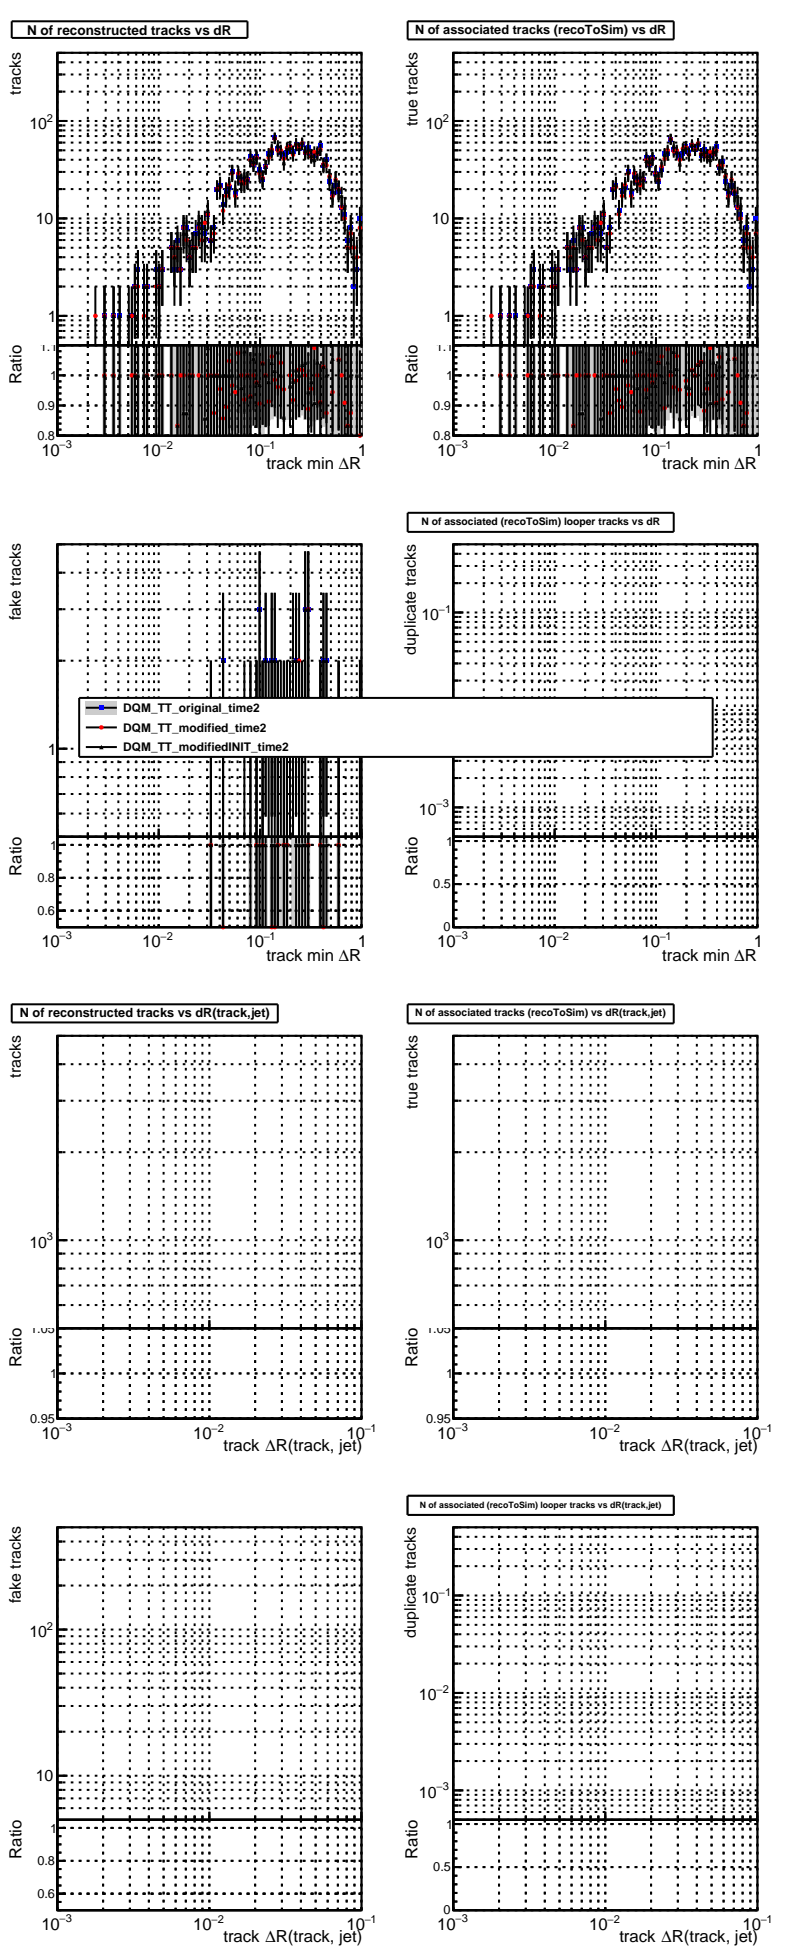 N of reconstructed tracks vs dR
tracks
10²
10
1
Ratio
1.1
1
0.9
0.8
10⁻³ 10⁻² 10⁻¹ 1
track min ΔR
N of associated tracks (recoToSim) vs dR
true tracks
10²
10
1
Ratio
1.1
1
0.9
0.8
10⁻³ 10⁻² 10⁻¹ 1
track min ΔR
fake tracks
1
Ratio
1
0.8
0.6
10⁻³ 10⁻² 10⁻¹ 1
track min ΔR
N of associated (recoToSim) looper tracks vs dR
duplicate tracks
10⁻¹
10⁻³
Ratio
1
0.5
0
10⁻³ 10⁻² 10⁻¹ 1
track min ΔR
DQM_TT_original_time2
DQM_TT_modified_time2
DQM_TT_modifiedINIT_time2
N of reconstructed tracks vs dR(track,jet)
tracks
10³
Ratio
1.05
1
0.95
10⁻³ 10⁻² 10⁻¹
track ΔR(track, jet)
N of associated tracks (recoToSim) vs dR(track,jet)
true tracks
10³
Ratio
1.05
1
0.95
10⁻³ 10⁻² 10⁻¹
track ΔR(track, jet)
fake tracks
10²
10
Ratio
1
0.8
0.6
10⁻³ 10⁻² 10⁻¹
track ΔR(track, jet)
N of associated (recoToSim) looper tracks vs dR(track,jet)
duplicate tracks
10⁻¹
10⁻²
10⁻³
Ratio
1
0.5
0
10⁻³ 10⁻² 10⁻¹
track ΔR(track, jet)